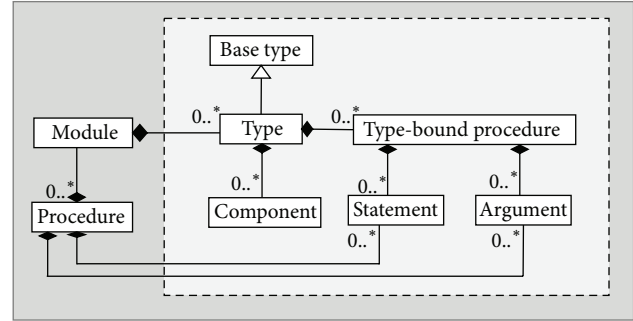 Base type
0..*
0..*
Module
Type
Type-bound procedure
0..*
0..*
0..*
0..*
Procedure
Component
Statement
Argument
0..*
0..*